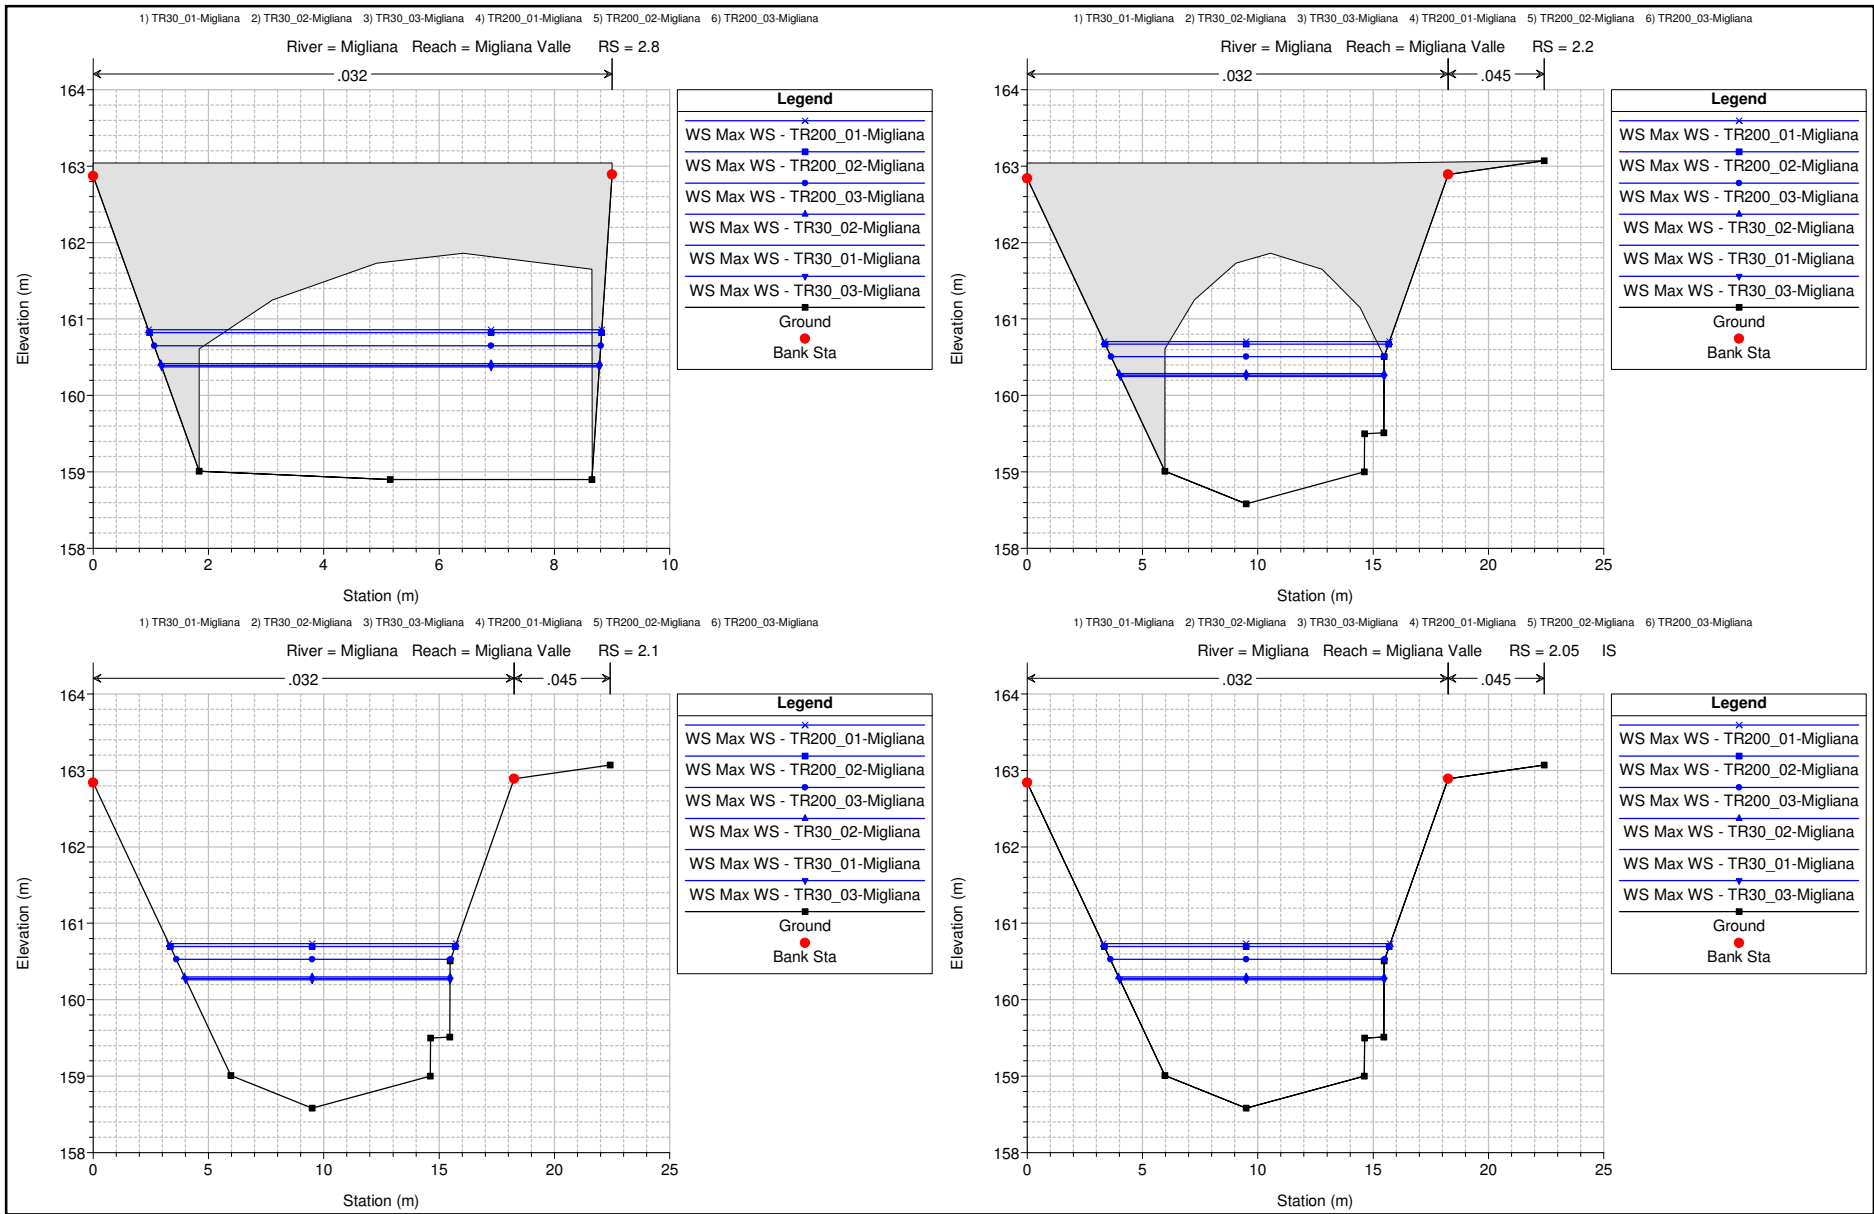 1) TR30_01-Migliana 2) TR30_02-Migliana 3) TR30_03-Migliana 4) TR200_01-Migliana 5) TR200_02-Migliana 6) TR200_03-Migliana
River = Migliana Reach = Migliana Valle RS = 2.8
.032
164
163
162
161
160
159
158
Elevation (m)
0 2 4 6 8 10
Station (m)
Legend
WS Max WS - TR200_01-Migliana
WS Max WS - TR200_02-Migliana
WS Max WS - TR200_03-Migliana
WS Max WS - TR30_02-Migliana
WS Max WS - TR30_01-Migliana
WS Max WS - TR30_03-Migliana
Ground
Bank Sta
1) TR30_01-Migliana 2) TR30_02-Migliana 3) TR30_03-Migliana 4) TR200_01-Migliana 5) TR200_02-Migliana 6) TR200_03-Migliana
River = Migliana Reach = Migliana Valle RS = 2.2
.032 .045
164
163
162
161
160
159
158
Elevation (m)
0 5 10 15 20 25
Station (m)
Legend
WS Max WS - TR200_01-Migliana
WS Max WS - TR200_02-Migliana
WS Max WS - TR200_03-Migliana
WS Max WS - TR30_02-Migliana
WS Max WS - TR30_01-Migliana
WS Max WS - TR30_03-Migliana
Ground
Bank Sta
1) TR30_01-Migliana 2) TR30_02-Migliana 3) TR30_03-Migliana 4) TR200_01-Migliana 5) TR200_02-Migliana 6) TR200_03-Migliana
River = Migliana Reach = Migliana Valle RS = 2.1
.032 .045
164
163
162
161
160
159
158
Elevation (m)
0 5 10 15 20 25
Station (m)
Legend
WS Max WS - TR200_01-Migliana
WS Max WS - TR200_02-Migliana
WS Max WS - TR200_03-Migliana
WS Max WS - TR30_02-Migliana
WS Max WS - TR30_01-Migliana
WS Max WS - TR30_03-Migliana
Ground
Bank Sta
1) TR30_01-Migliana 2) TR30_02-Migliana 3) TR30_03-Migliana 4) TR200_01-Migliana 5) TR200_02-Migliana 6) TR200_03-Migliana
River = Migliana Reach = Migliana Valle RS = 2.05 IS
.032 .045
164
163
162
161
160
159
158
Elevation (m)
0 5 10 15 20 25
Station (m)
Legend
WS Max WS - TR200_01-Migliana
WS Max WS - TR200_02-Migliana
WS Max WS - TR200_03-Migliana
WS Max WS - TR30_02-Migliana
WS Max WS - TR30_01-Migliana
WS Max WS - TR30_03-Migliana
Ground
Bank Sta